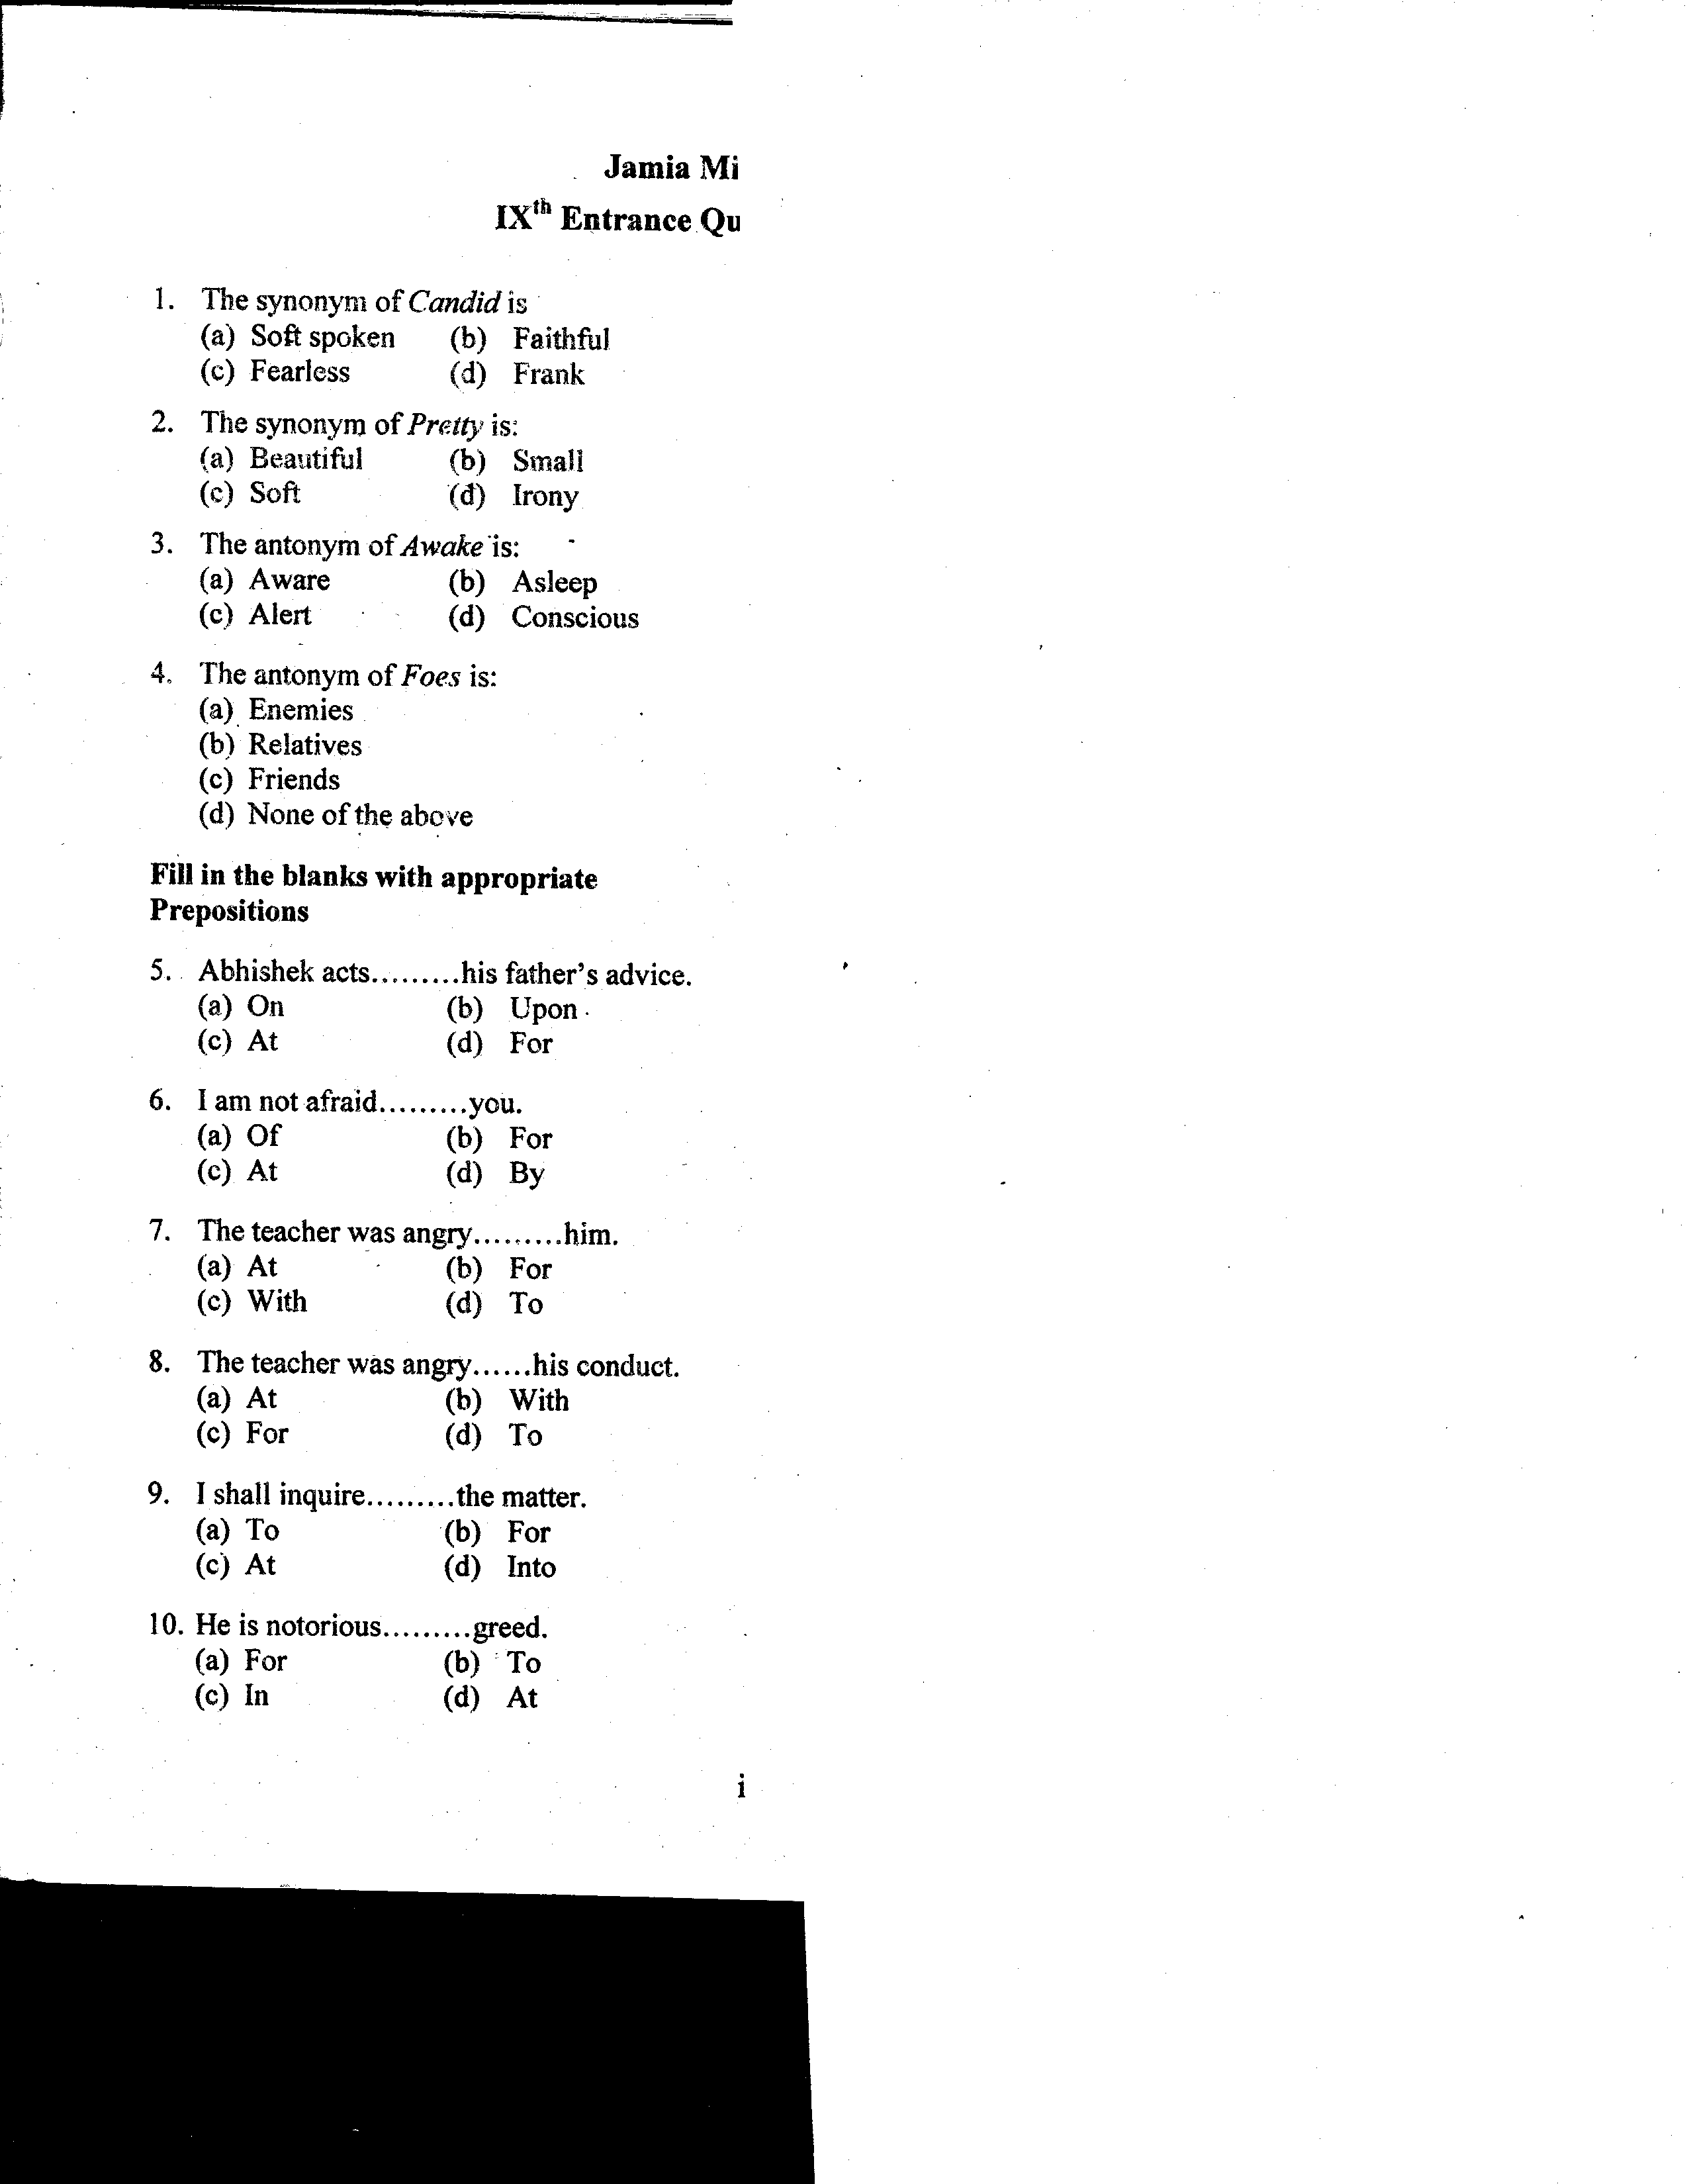 Jamia Mi
IXth Entrance Qu
1. The synonym of Candid is
(a) Soft spoken (b) Faithful
(c) Fearless (d) Frank
2. The synonym of Pretty is:
(a) Beautiful (b) Small
(c) Soft (d) Irony
3. The antonym of Awake is:
(a) Aware (b) Asleep
(c) Alert (d) Conscious
4. The antonym of Foes is:
(a) Enemies
(b) Relatives
(c) Friends
(d) None of the above
Fill in the blanks with appropriate
Prepositions
5. Abhishek acts.........his father's advice.
(a) On (b) Upon
(c) At (d) For
6. I am not afraid.........you.
(a) Of (b) For
(c) At (d) By
7. The teacher was angry.........him.
(a) At (b) For
(c) With (d) To
8. The teacher was angry......his conduct.
(a) At (b) With
(c) For (d) To
9. I shall inquire.........the matter.
(a) To (b) For
(c) At (d) Into
10. He is notorious.........greed.
(a) For (b) To
(c) In (d) At
i